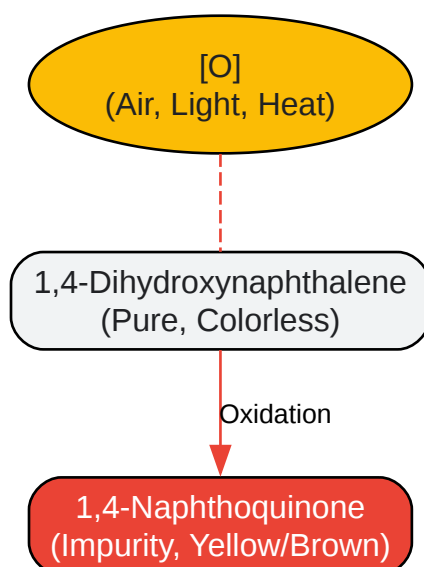 [O]
(Air, Light, Heat)
1,4-Dihydroxynaphthalene
(Pure, Colorless)
Oxidation
1,4-Naphthoquinone
(Impurity, Yellow/Brown)